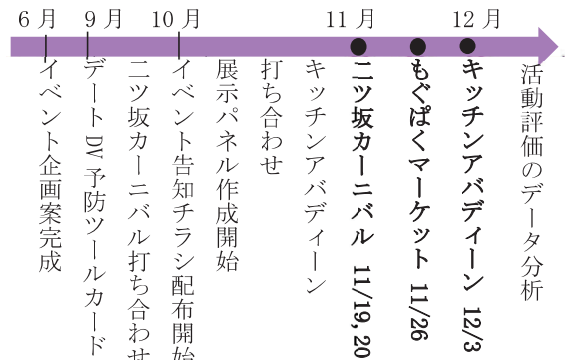 6月 9月 10月 11月 12月
イベント企画案完成
デートDV予防ツールカード
二ツ坂カーニバル打ち合わせ
イベント告知チラシ配布開始
展示パネル作成開始
打ち合わせ
キッチンアバディーン
二ツ坂カーニバル 11/19, 20
もぐぱくマーケット 11/26
キッチンアバディーン 12/3
活動評価のデータ分析